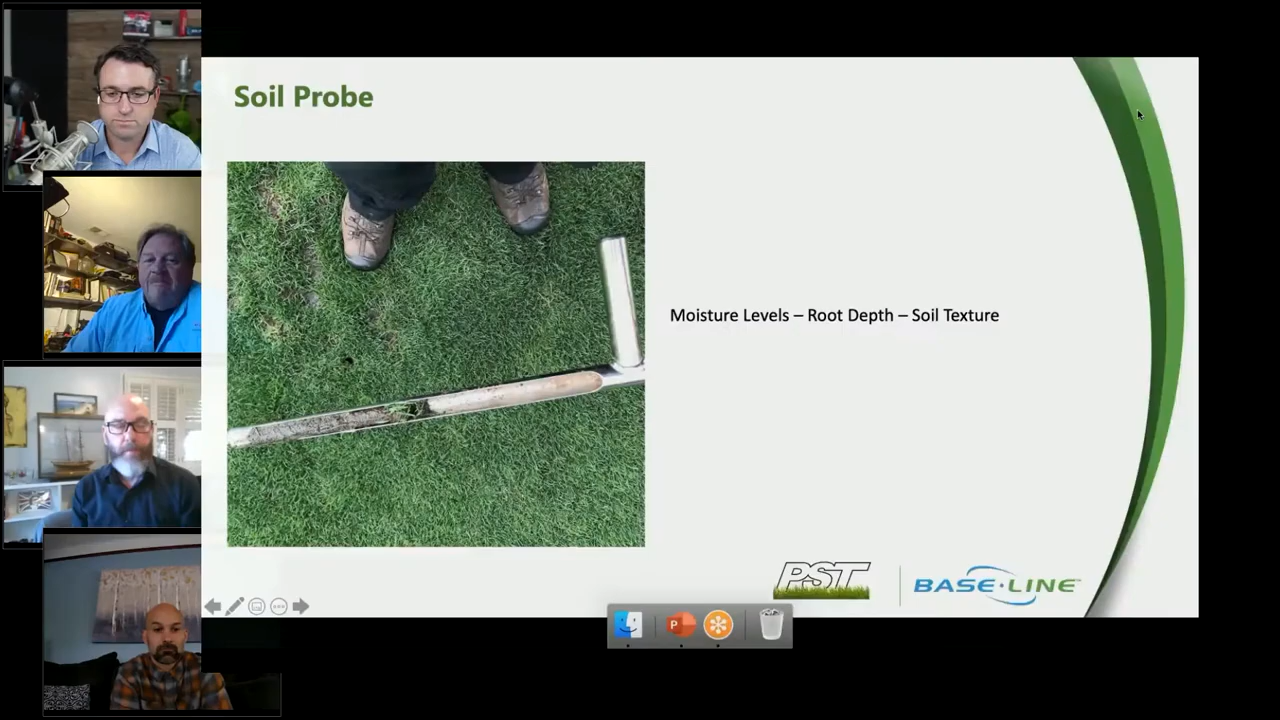 Soil Probe
Moisture Levels – Root Depth – Soil Texture
PST
BASE·LINE
P